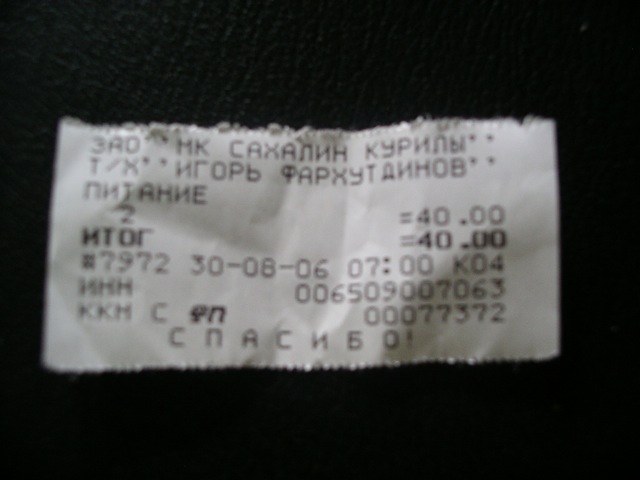 ЗАО''МК САХАЛИН КУРИЛЫ''
Т/Х''ИГОРЬ ФАРХУТДИНОВ''
ПИТАНИЕ
2 =40.00
ИТОГ =40.00
#7972 30-08-06 07:00 К04
ИНН 006509007063
ККМ С ФП 00077372
СПАСИБО!